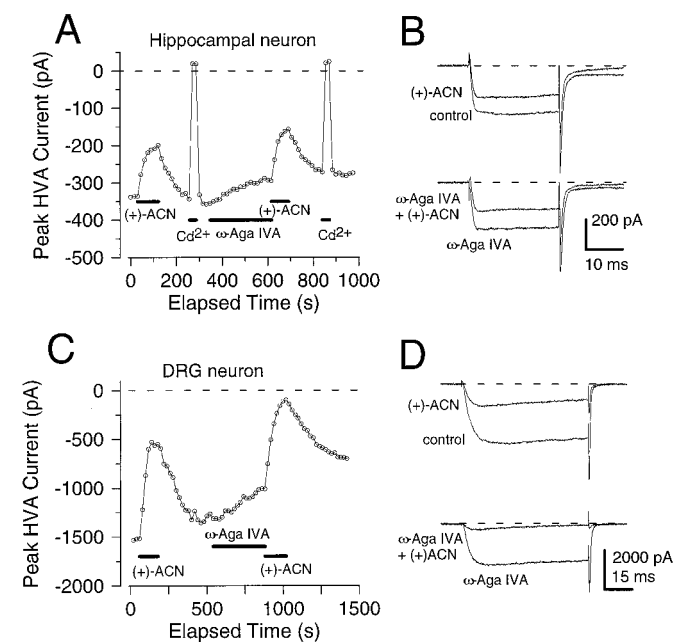 A
Hippocampal neuron
Peak HVA Current (pA)
0
-100
-200
-300
-400
-500
(+)-ACN
Cd2+
ω-Aga IVA
(+)-ACN
Cd2+
0 200 400 600 800 1000
Elapsed Time (s)
B
(+)-ACN
control
ω-Aga IVA
+ (+)-ACN
ω-Aga IVA
200 pA
10 ms
C
DRG neuron
Peak HVA Current (pA)
0
-500
-1000
-1500
-2000
(+)-ACN
ω-Aga IVA
(+)-ACN
0 500 1000 1500
Elapsed Time (s)
D
(+)-ACN
control
ω-Aga IVA
+ (+)ACN
ω-Aga IVA
2000 pA
15 ms